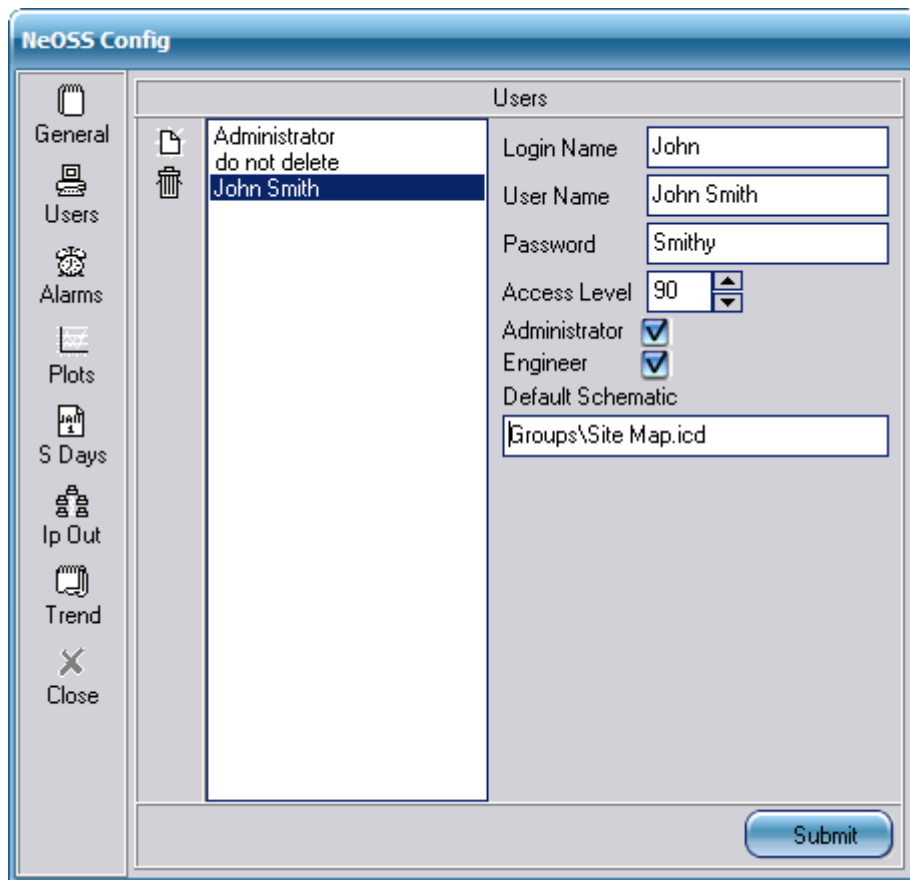 NeOSS Config
General
Users
Alarms
Plots
JAN
1
S Days
Ip Out
Trend
Close
Users
Administrator
do not delete
John Smith
Login Name John
User Name John Smith
Password Smithy
Access Level 90
Administrator
Engineer
Default Schematic
Groups\Site Map.icd
Submit